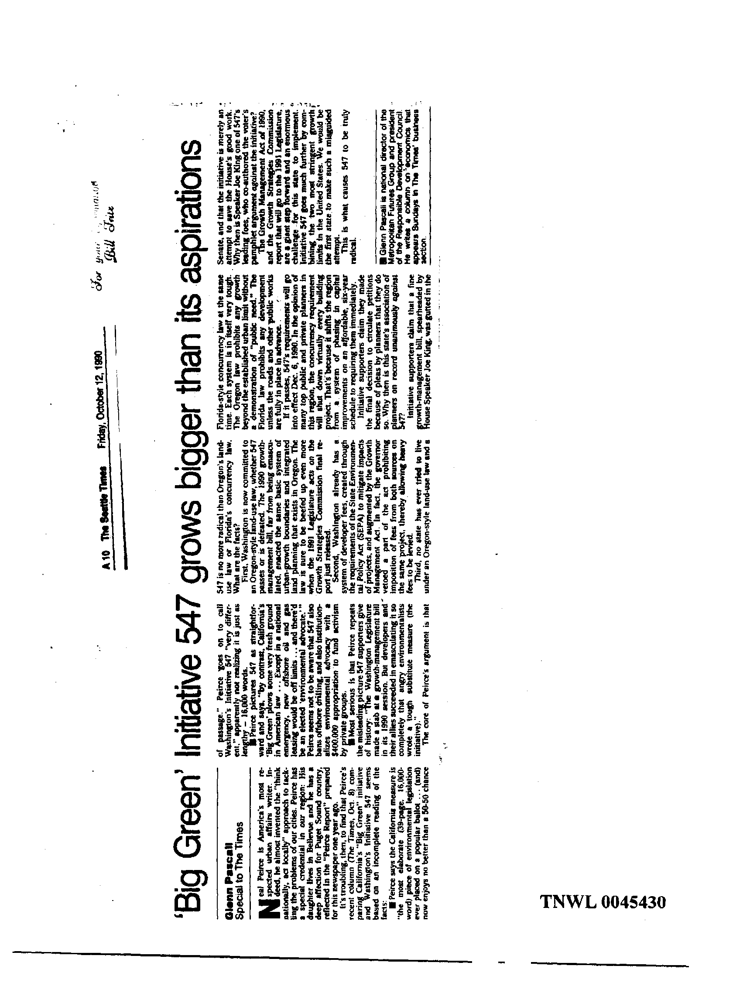 For your
Bill Frie
A 10 The Seattle Times Friday, October 12, 1990
'Big Green' Initiative 547 grows bigger than its aspirations
Glenn Pascall
Special to The Times
Neal Peirce is America's most re-
spected urban affairs writer. In-
deed, he almost invented the "think
nationally, act locally" approach to tack-
ling the problems of our cities. Peirce has
a special credential in our region: His
daughter lives in Bellevue and he has a
deep affection for Puget Sound country,
reflected in the "Peirce Report" prepared
for this newspaper one year ago.
It's troubling, then, to find that Peirce's
recent column (The Times, Oct. 8) com-
paring California's "Big Green" initiative
and Washington's Initiative 547 seems
based on an incomplete reading of the
facts:
■ Peirce says the California measure is
"the most elaborate (39-page, 16,000-
word) piece of environmental legislation
ever placed on a popular ballot . . . (and)
now enjoys no better than a 50-50 chance
of passage." Peirce goes on to call
Washington's Initiative 547 "very differ-
ent," apparently not realizing it is just as
lengthy – 16,000 words.
■ Peirce pictures 547 as straightfor-
ward and says, "by contrast, California's
'Big Green' plows some very fresh ground
in American law . . . Except in a national
emergency, new offshore oil and gas
leasing would be off limits . . . and there'd
be an elected 'environmental advocate.'"
Peirce seems not to be aware that 547 also
bans offshore drilling, and also institution-
alizes environmental advocacy with a
$400,000 appropriation to fund activism
by private groups.
■ Most serious is that Peirce repeats
the misleading picture 547 supporters give
of history: "The Washington Legislature
made a stab at a growth-management bill
in its 1990 session. But developers and
their allies succeeded in emasculating it so
completely that angry environmentalists
wrote a tough substitute measure (the
initiative)."
The core of Peirce's argument is that
547 is no more radical than Oregon's land-
use law or Florida's concurrency law.
What are the facts?
First, Washington is now committed to
an Oregon-style land-use law, whether 547
passes or is defeated. The 1990 growth-
management bill, far from being emascu-
lated, enacted the same basic system of
urban-growth boundaries and integrated
land planning that exists in Oregon. The
law is sure to be beefed up even more
when the 1991 Legislature acts on the
Growth Strategies Commission final re-
port just released.
Second, Washington already has a
system of developer fees, created through
the requirements of the State Environmen-
tal Policy Act (SEPA) to mitigate impacts
of projects, and augmented by the Growth
Management Act. In fact, the governor
vetoed a part of the act prohibiting
imposition of fees from both sources on
the same project, thereby allowing heavy
fees to be levied.
Third, no state has ever tried to live
under an Oregon-style land-use law and a
Florida-style concurrency law at the same
time. Each system is in itself very tough.
The Oregon law prohibits any growth
beyond the established urban limit without
a demonstration of "public need." The
Florida law prohibits any development
unless the roads and other public works
are fully in place in advance.
If it passes, 547's requirements will go
into effect Dec. 6, 1990. In the opinion of
many top public and private planners in
this region, the concurrency requirement
will shut down virtually every building
project. That's because it shifts the region
from a system of phasing in capital
improvements on an affordable, six-year
schedule to requiring them immediately.
Initiative supporters claim they made
the final decision to circulate petitions
because of pleas by planners that they do
so. Why then is this state's association of
planners on record unanimously against
547?
Initiative supporters claim that a fine
growth-management bill, spearheaded by
House Speaker Joe King, was gutted in the
Senate, and that the initiative is merely an
attempt to save the House's good work.
Why then is Speaker Joe King one of 547's
leading foes, who co-authored the voter's
pamphlet argument against the initiative?
The Growth Management Act of 1990,
and the Growth Strategies Commission
report that will go to the 1991 Legislature,
are a giant step forward and an enormous
challenge for this state to implement.
Initiative 547 goes much further by com-
bining the two most stringent growth
limits in the United States. We would be
the first state to make such a misguided
attempt.
This is what causes 547 to be truly
radical.
■ Glenn Pascall is national director of the
Metropolitan Futures Group and president
of the Responsible Development Council.
He writes a column on economics that
appears Sundays in The Times' business
section.
TNWL 0045430